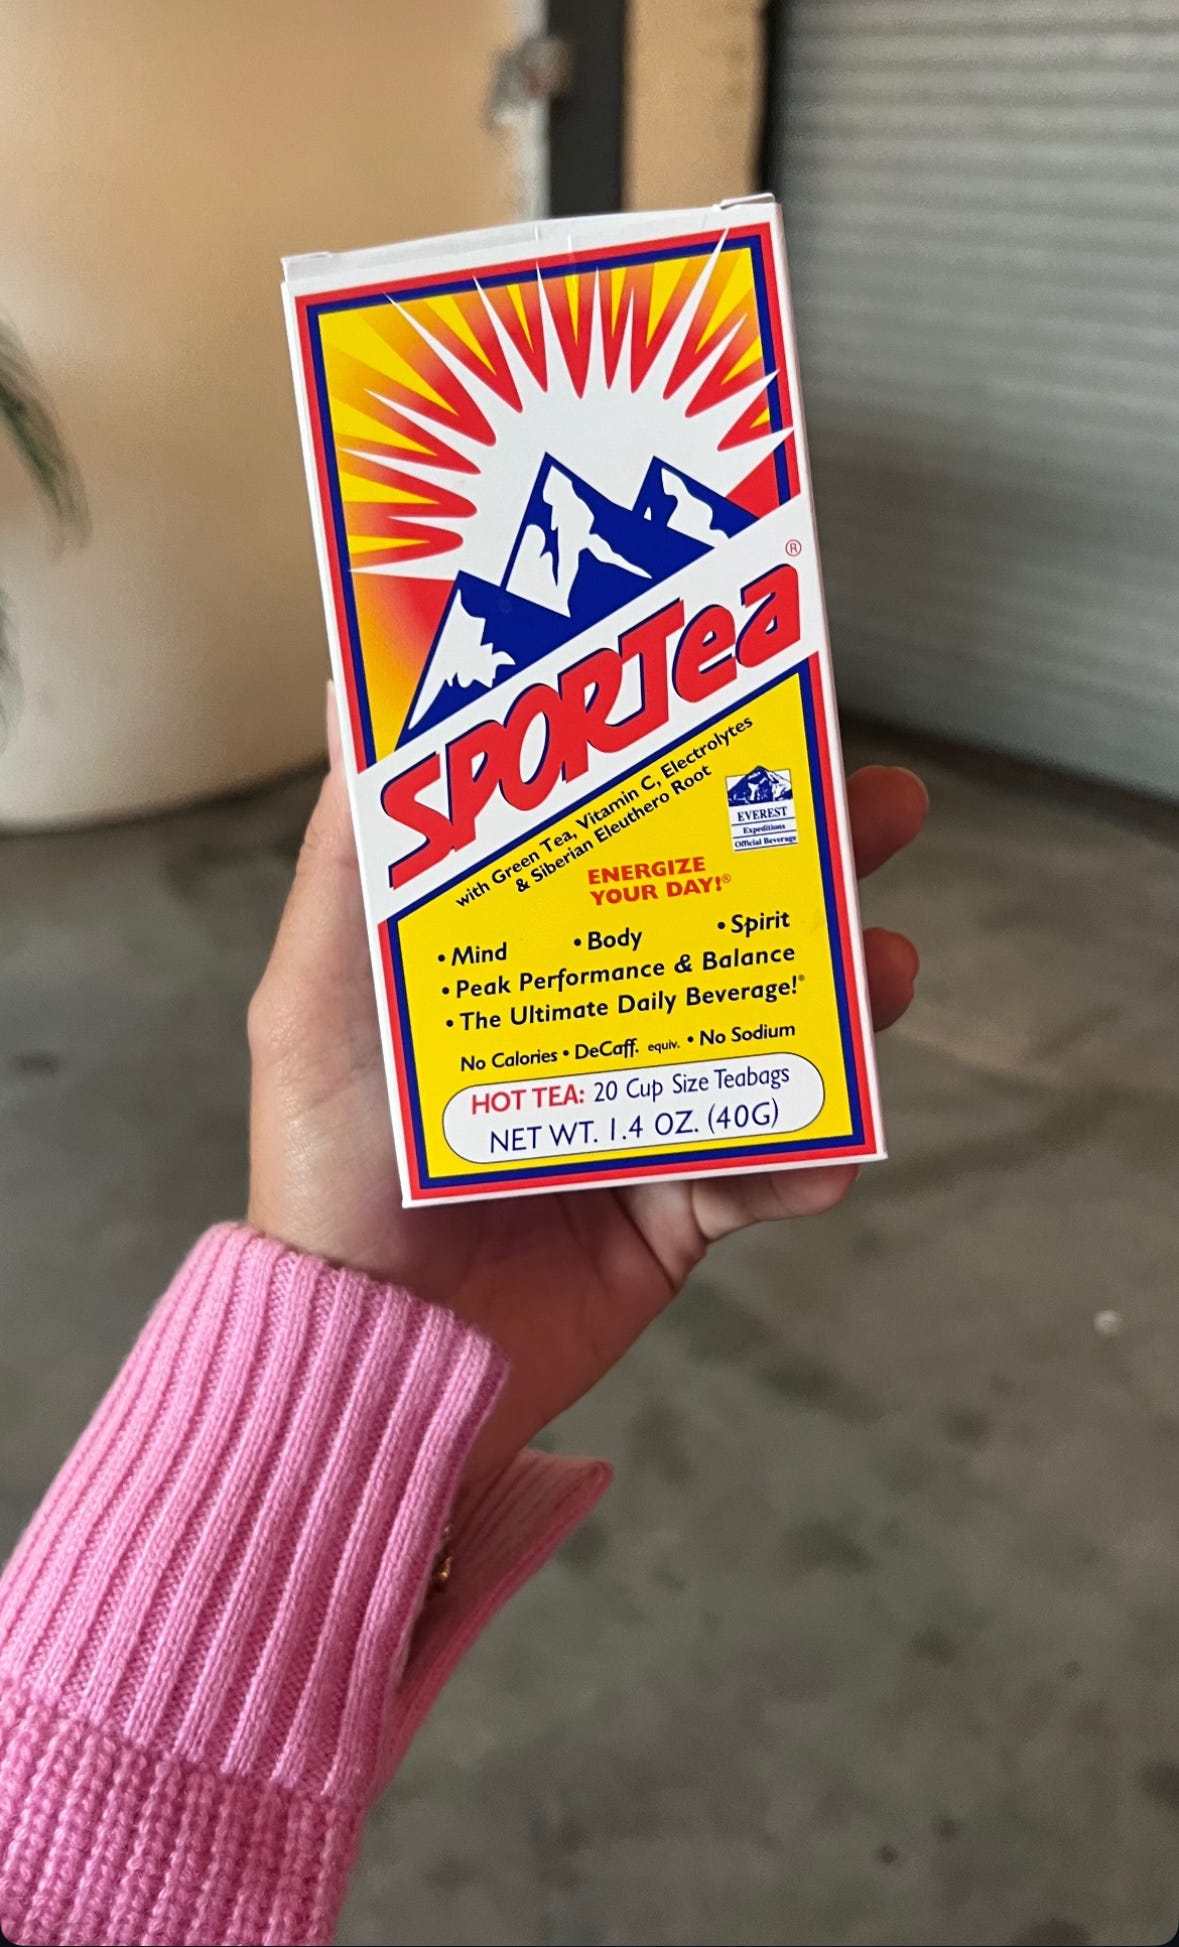 SPORTea®
with Green Tea, Vitamin C, Electrolytes
& Siberian Eleuthero Root
EVEREST
Expeditions
Official Beverage
ENERGIZE
YOUR DAY!®
• Mind • Body • Spirit
• Peak Performance & Balance
• The Ultimate Daily Beverage!®
No Calories • DeCaff. equiv. • No Sodium
HOT TEA: 20 Cup Size Teabags
NET WT. 1.4 OZ. (40G)